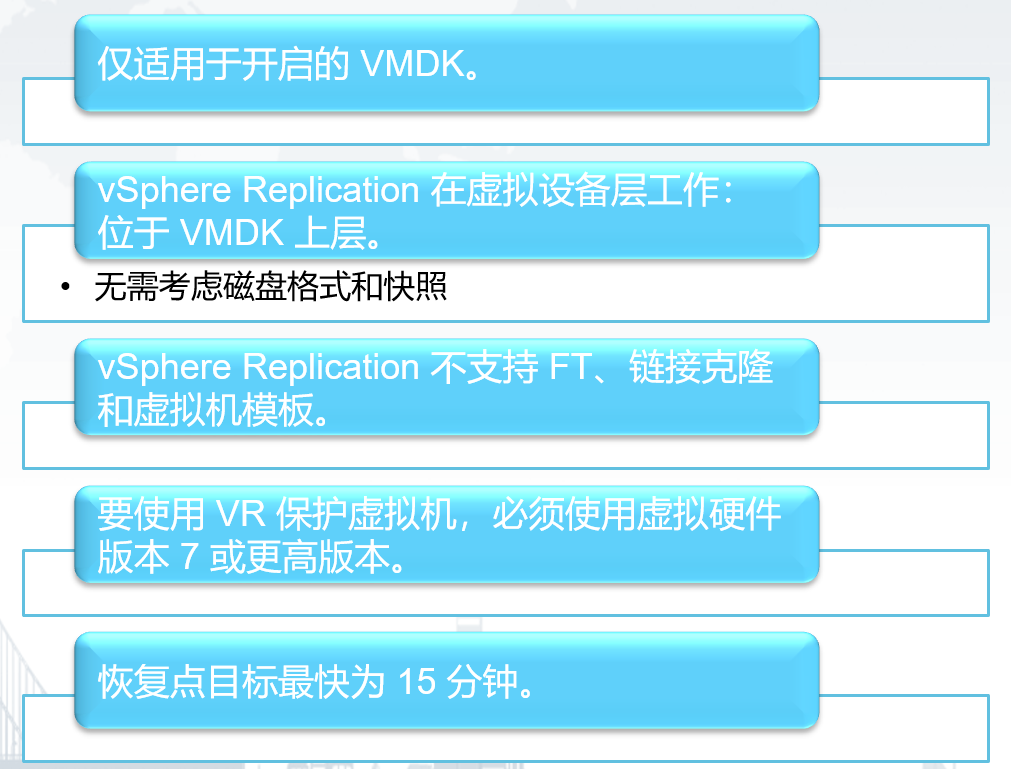 仅适用于开启的 VMDK。
vSphere Replication 在虚拟设备层工作：
位于 VMDK 上层。
• 无需考虑磁盘格式和快照
vSphere Replication 不支持 FT、链接克隆
和虚拟机模板。
要使用 VR 保护虚拟机，必须使用虚拟硬件
版本 7 或更高版本。
恢复点目标最快为 15 分钟。